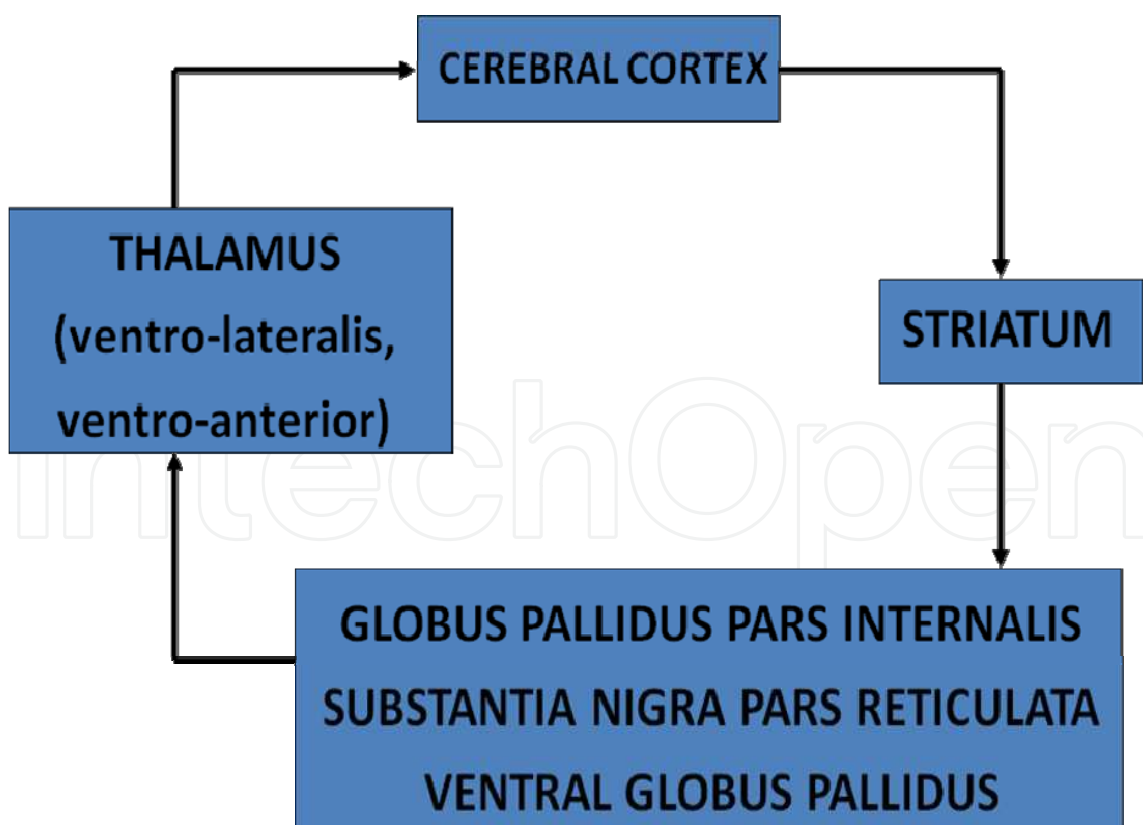 CEREBRAL CORTEX
THALAMUS
(ventro-lateralis,
ventro-anterior)
STRIATUM
IntechOpen
GLOBUS PALLIDUS PARS INTERNALIS
SUBSTANTIA NIGRA PARS RETICULATA
VENTRAL GLOBUS PALLIDUS